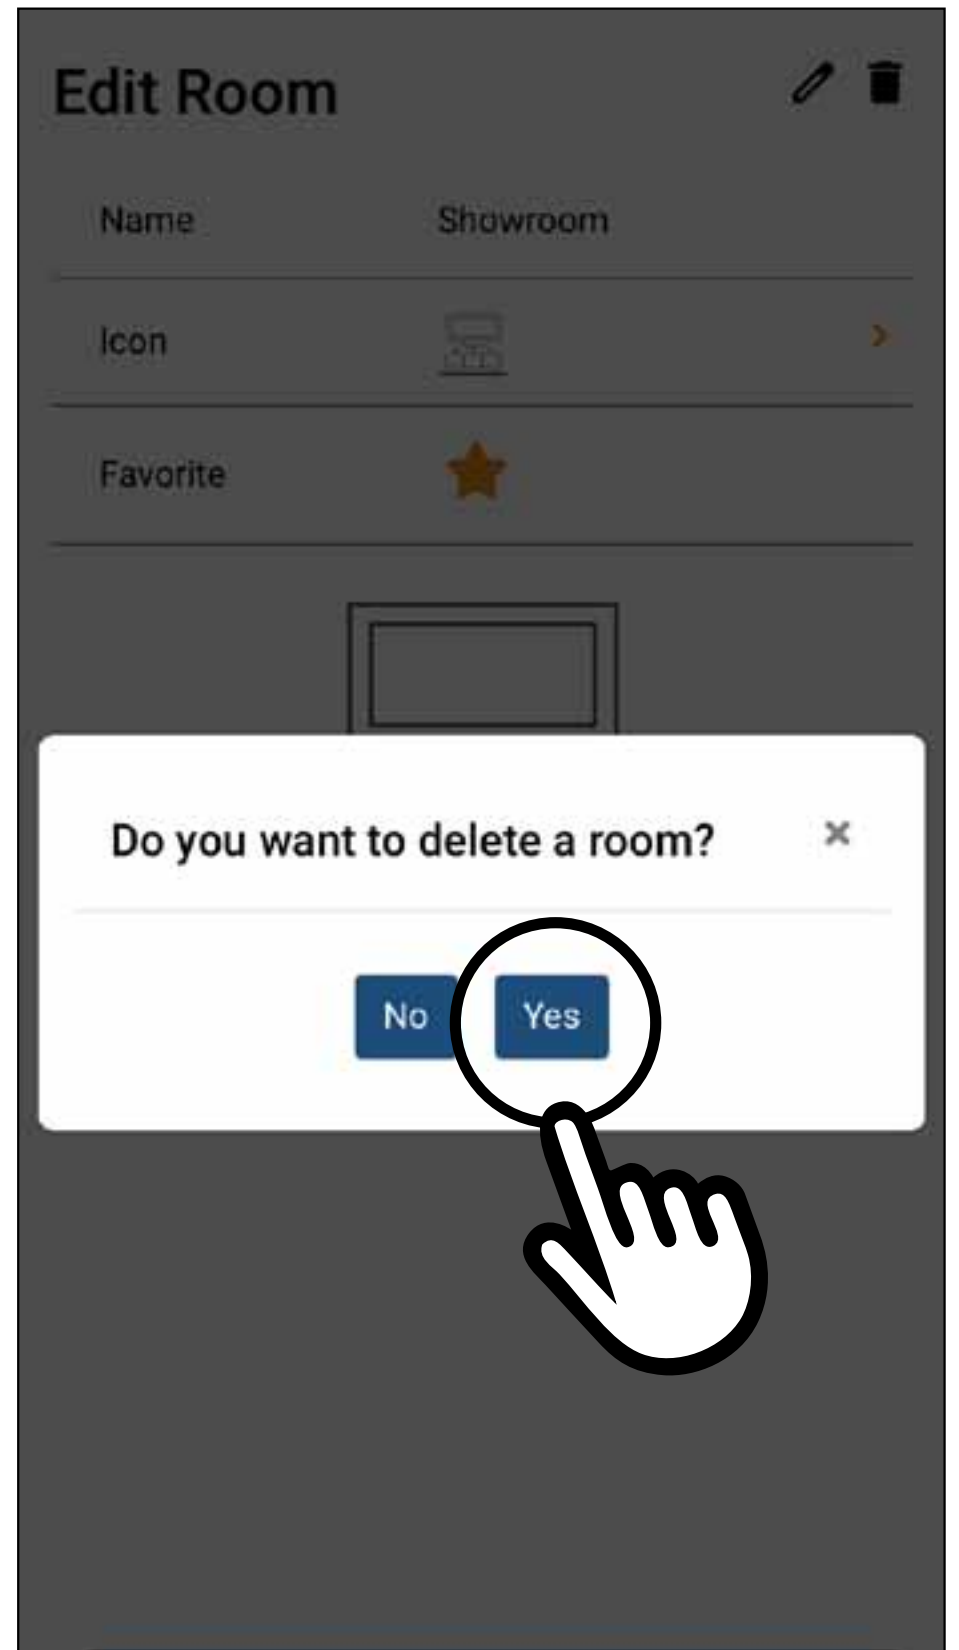 Edit Room
Name Showroom
Icon
Favorite
Do you want to delete a room? ×
No Yes